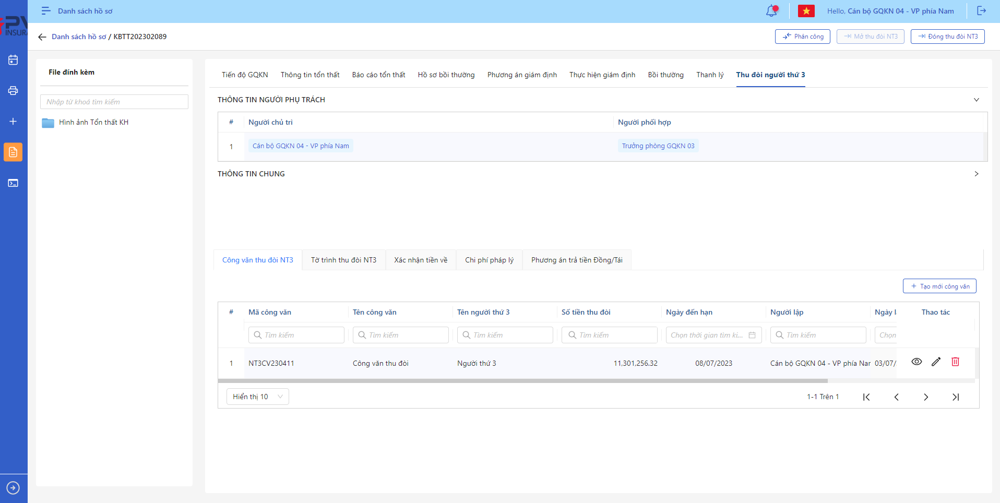 Danh sách hồ sơ
Hello, Cán bộ GQKN 04 - VP phía Nam
PV
INSURA
Danh sách hồ sơ / KBTT202302089
Phân công
Mở thu đòi NT3
Đóng thu đòi NT3
File đính kèm
Nhập từ khoá tìm kiếm
Hình ảnh Tổn thất KH
Tiến độ GQKN
Thông tin tổn thất
Báo cáo tổn thất
Hồ sơ bồi thường
Phương án giám định
Thực hiện giám định
Bồi thường
Thanh lý
Thu đòi người thứ 3
THÔNG TIN NGƯỜI PHỤ TRÁCH
# Người chủ trì Người phối hợp
1 Cán bộ GQKN 04 - VP phía Nam Trưởng phòng GQKN 03
THÔNG TIN CHUNG
Công văn thu đòi NT3
Tờ trình thu đòi NT3
Xác nhận tiền về
Chi phí pháp lý
Phương án trả tiền Đồng/Tái
Tạo mới công văn
# Mã công văn Tên công văn Tên người thứ 3 Số tiền thu đòi Ngày đến hạn Người lập Ngày l Thao tác
Tìm kiếm Tìm kiếm Tìm kiếm Tìm kiếm Chọn thời gian tìm ki... Tìm kiếm Chọn
1 NT3CV230411 Công văn thu đòi Người thứ 3 11,301,256.32 08/07/2023 Cán bộ GQKN 04 - VP phía Nar 03/07/
Hiển thị 10
1-1 Trên 1